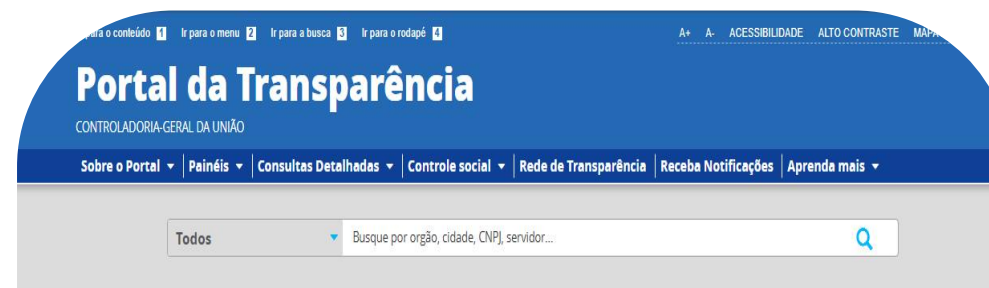 para o conteúdo 1 Ir para o menu 2 Ir para a busca 3 Ir para o rodapé 4 A+ A- ACESSIBILIDADE ALTO CONTRASTE
Portal da Transparência
CONTROLADORIA-GERAL DA UNIÃO
Sobre o Portal Painéis Consultas Detalhadas Controle social Rede de Transparência Receba Notificações Aprenda mais
Todos Busque por orgão, cidade, CNPJ, servidor...